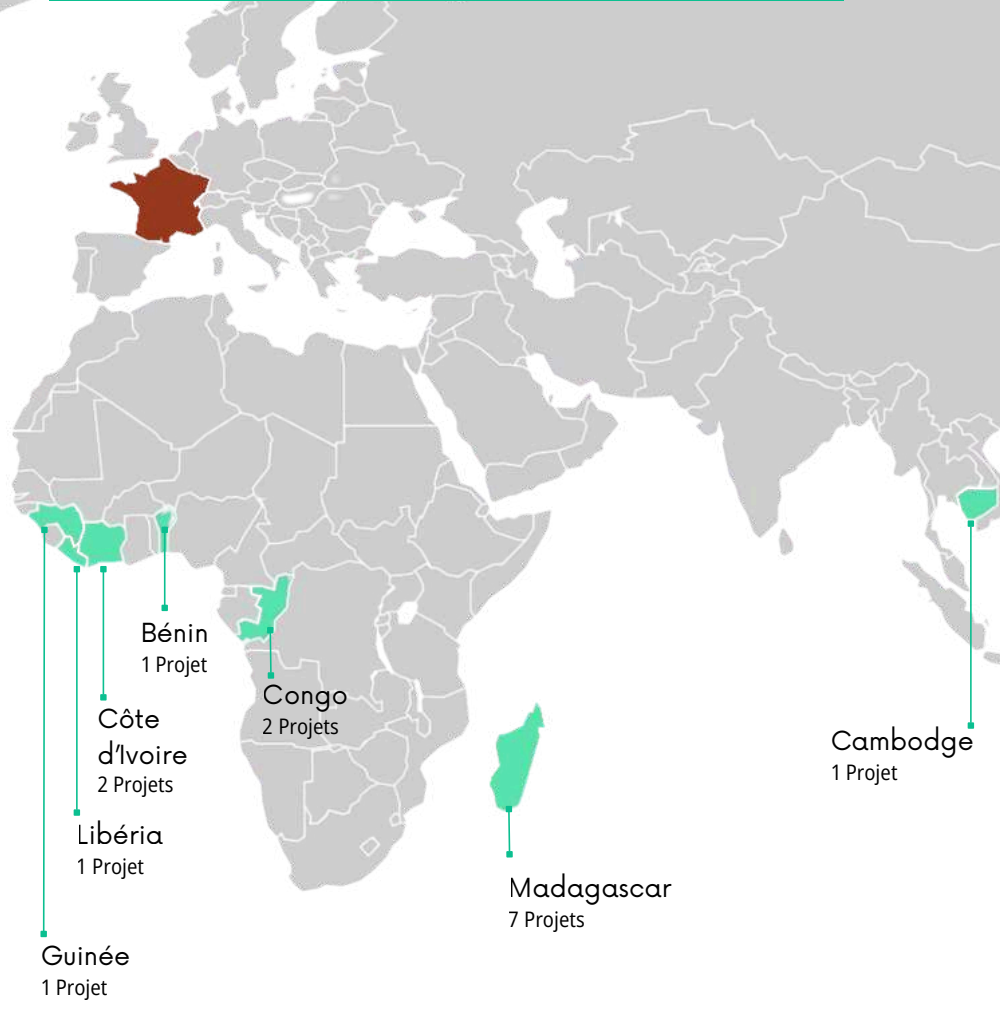 Bénin
1 Projet
Congo
2 Projets
Côte
d'Ivoire
2 Projets
Cambodge
1 Projet
Libéria
1 Projet
Madagascar
7 Projets
Guinée
1 Projet